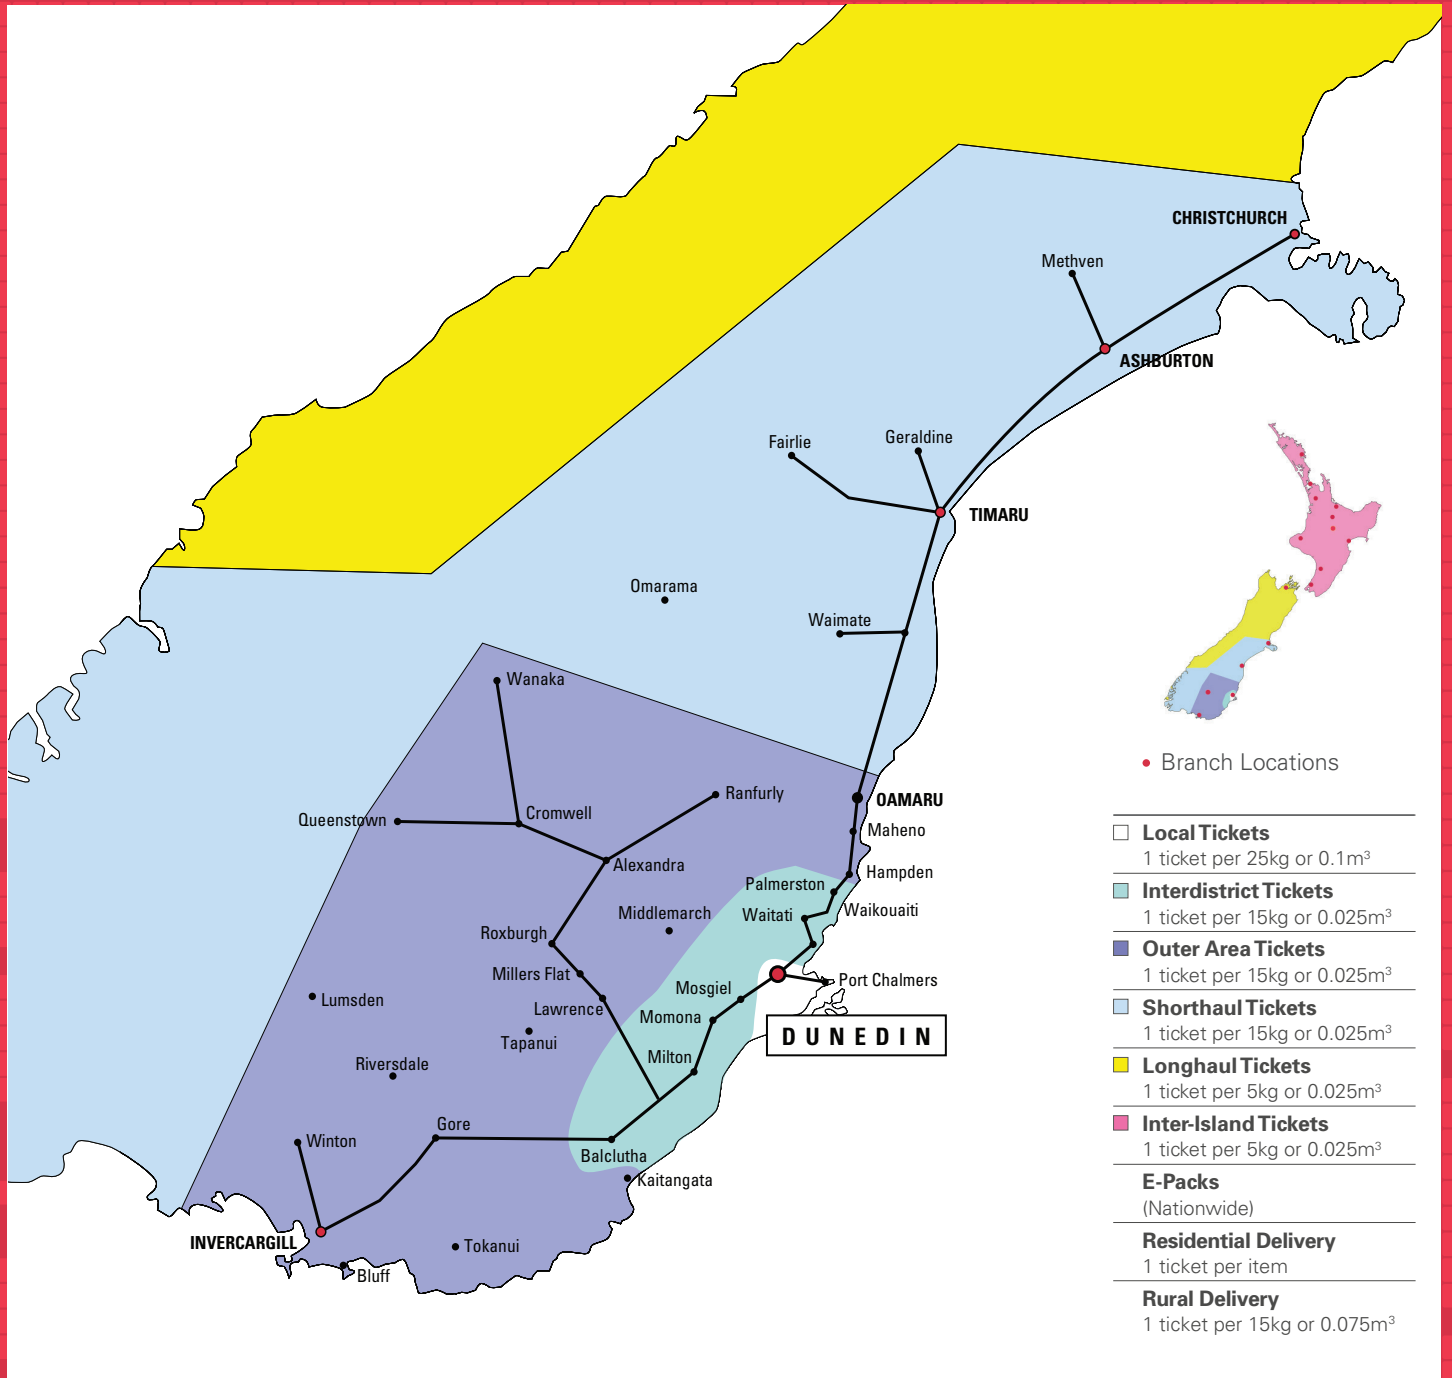 CHRISTCHURCH
Methven
ASHBURTON
Fairlie
Geraldine
TIMARU
Omarama
Waimate
Wanaka
Queenstown
Cromwell
Ranfurly
OAMARU
Maheno
Alexandra
Hampden
Palmerston
Middlemarch
Waitati
Waikouaiti
Roxburgh
Millers Flat
Port Chalmers
Mosgiel
Lumsden
Lawrence
Momona
DUNEDIN
Tapanui
Milton
Riversdale
Gore
Winton
Balclutha
Kaitangata
INVERCARGILL
Tokanui
Bluff
Branch Locations
Local Tickets
1 ticket per 25kg or 0.1m³
Interdistrict Tickets
1 ticket per 15kg or 0.025m³
Outer Area Tickets
1 ticket per 15kg or 0.025m³
Shorthaul Tickets
1 ticket per 15kg or 0.025m³
Longhaul Tickets
1 ticket per 5kg or 0.025m³
Inter-Island Tickets
1 ticket per 5kg or 0.025m³
E-Packs
(Nationwide)
Residential Delivery
1 ticket per item
Rural Delivery
1 ticket per 15kg or 0.075m³